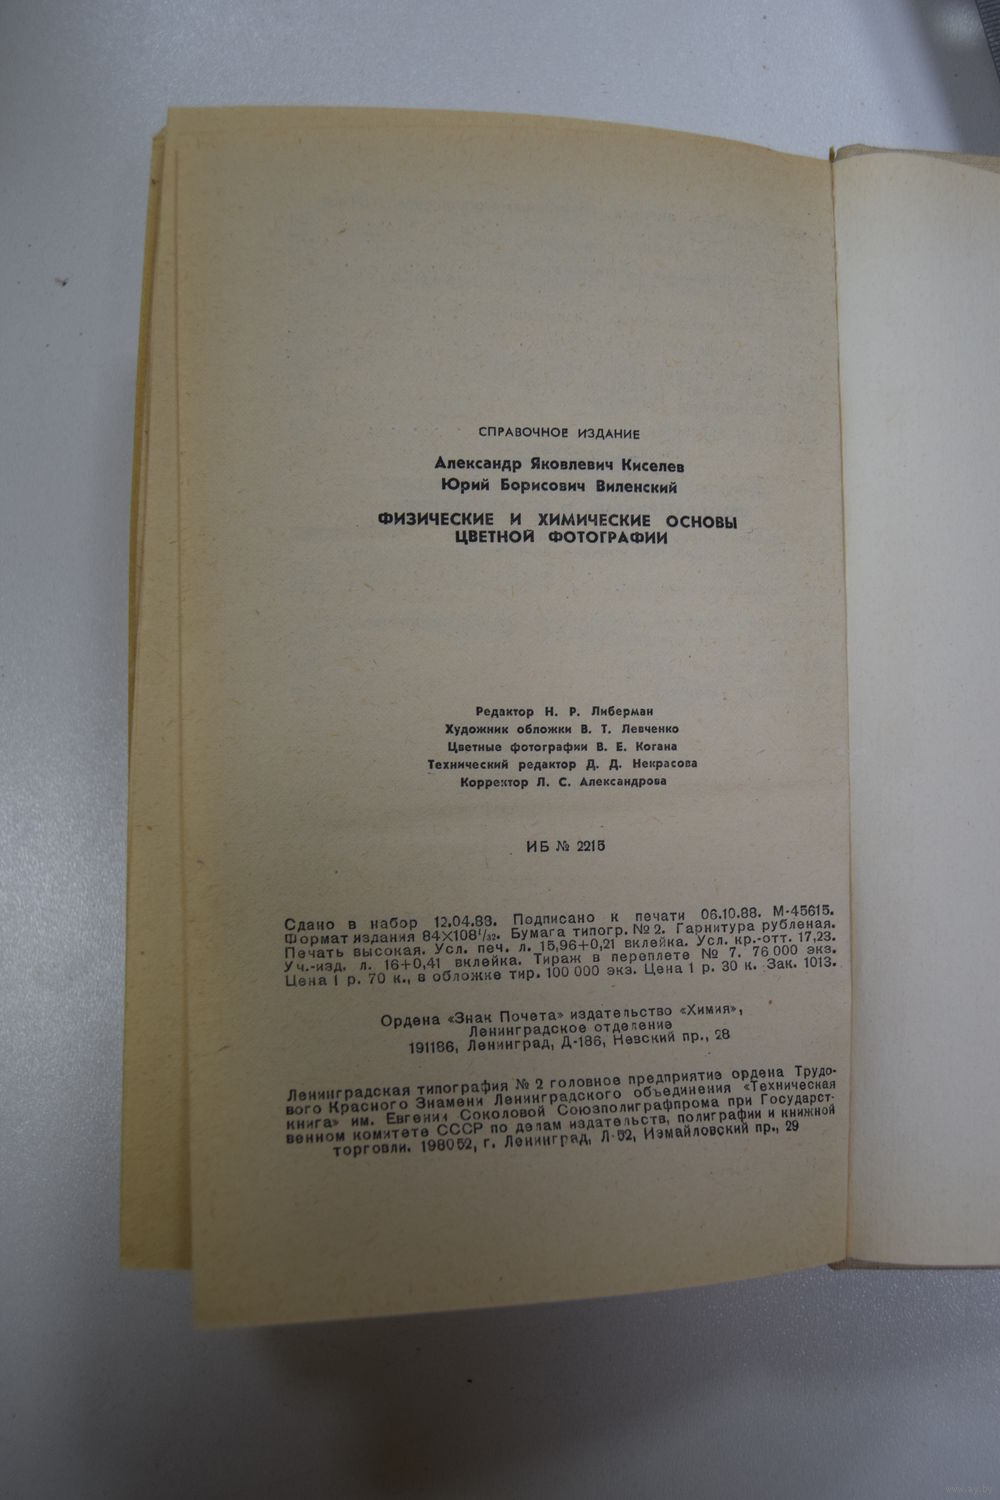 СПРАВОЧНОЕ ИЗДАНИЕ
Александр Яковлевич Киселев
Юрий Борисович Виленский
ФИЗИЧЕСКИЕ И ХИМИЧЕСКИЕ ОСНОВЫ
ЦВЕТНОЙ ФОТОГРАФИИ
Редактор Н. Р. Либерман
Художник обложки В. Т. Левченко
Цветные фотографии В. Е. Когана
Технический редактор Д. Д. Некрасова
Корректор Л. С. Александрова
ИБ № 2215
Сдано в набор 12.04.88. Подписано к печати 06.10.88. М-45615.
Формат издания 84×108¹/₃₂. Бумага типогр. № 2. Гарнитура рубленая.
Печать высокая. Усл. печ. л. 15,96+0,21 вклейка. Усл. кр.-отт. 17,23.
Уч.-изд. л. 16+0,41 вклейка. Тираж в переплете № 7. 76 000 экз.
Цена 1 р. 70 к., в обложке тир. 100 000 экз. Цена 1 р. 30 к. Зак. 1013.
Ордена «Знак Почета» издательство «Химия»,
Ленинградское отделение
191186, Ленинград, Д-186, Невский пр., 28
Ленинградская типография № 2 головное предприятие ордена Трудо-
вого Красного Знамени Ленинградского объединения «Техническая
книга» им. Евгении Соколовой Союзполиграфпрома при Государст-
венном комитете СССР по делам издательств, полиграфии и книжной
торговли. 198052, г. Ленинград, Л-52, Измайловский пр., 29
www.ay.by